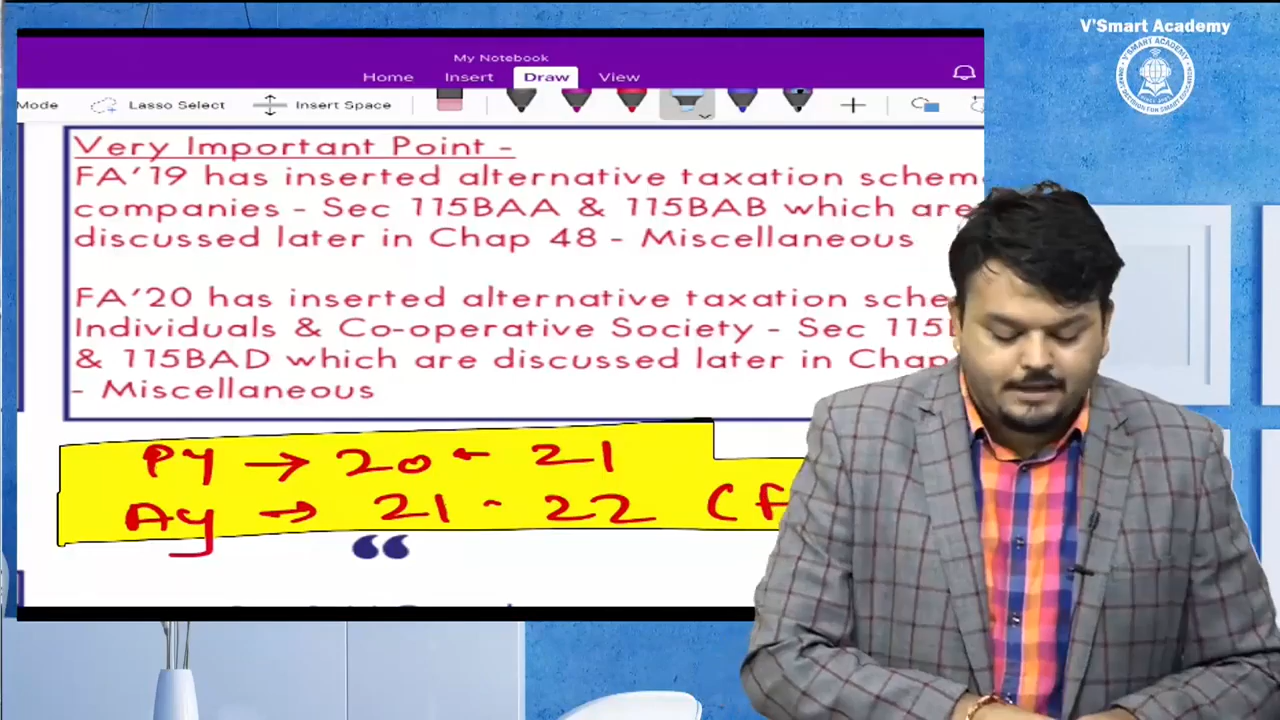 V'Smart Academy
My Notebook
Home Insert Draw View
Mode Lasso Select Insert Space
Very Important Point -
FA'19 has inserted alternative taxation schem
companies - Sec 115BAA & 115BAB which are
discussed later in Chap 48 - Miscellaneous
FA'20 has inserted alternative taxation sche
Individuals & Co-operative Society - Sec 115
& 115BAD which are discussed later in Chap
- Miscellaneous
PY → 20 - 21
AY → 21 - 22 (F
“